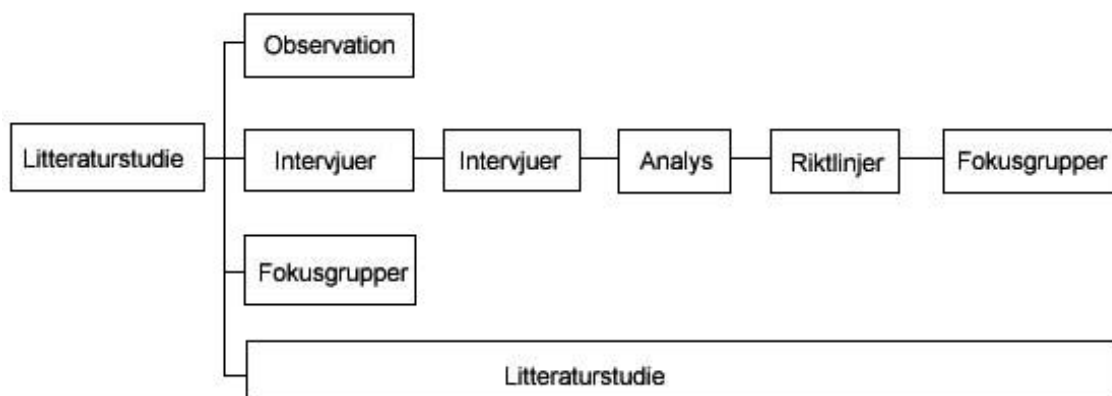 Observation
Litteraturstudie
Intervjuer
Intervjuer
Analys
Riktlinjer
Fokusgrupper
Fokusgrupper
Litteraturstudie